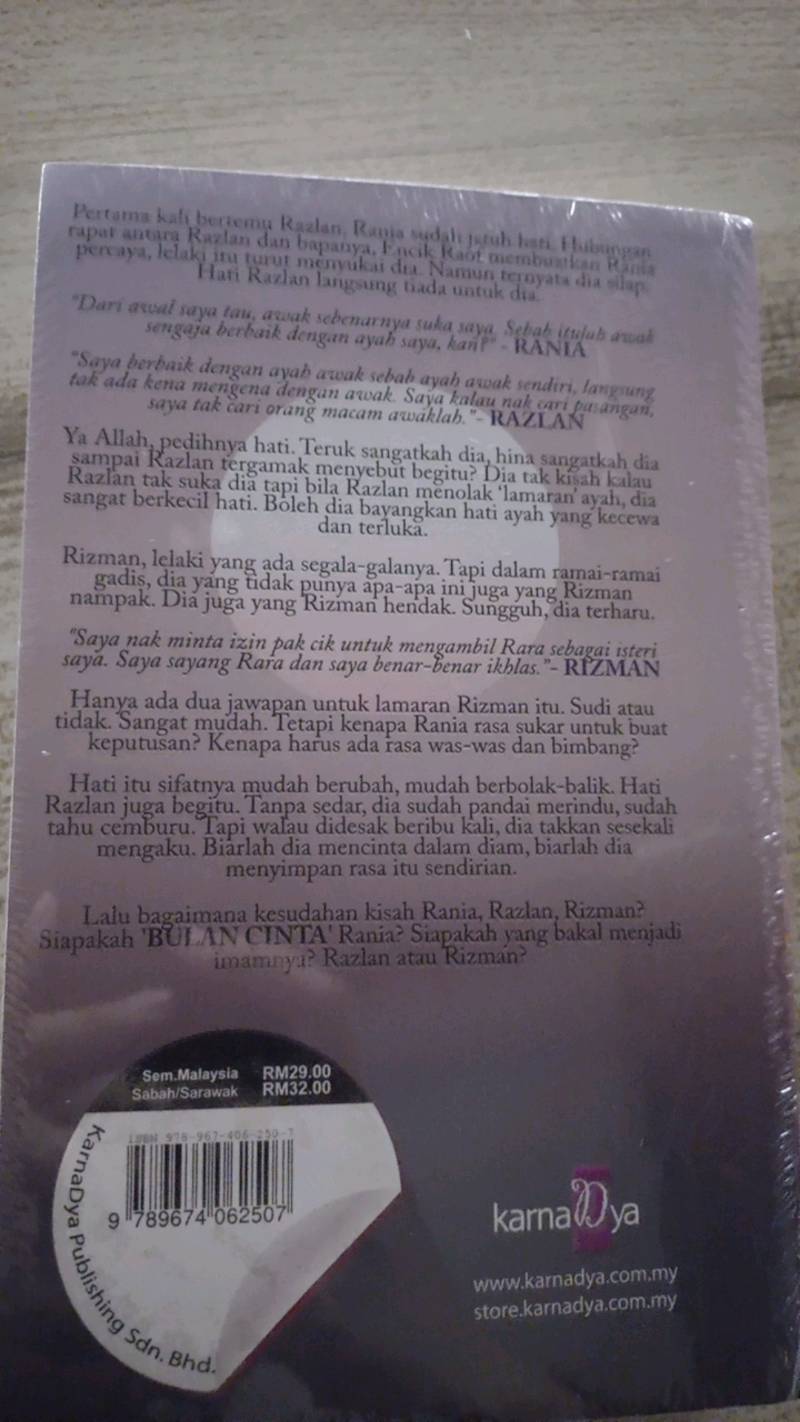 Pertama kali bertemu Razlan, Rania sudah jatuh hati. Hubungan
rapat antara Razlan dan bapanya, Encik Raof membuatkan Rania
percaya, lelaki itu turut menyukai dia. Namun ternyata dia silap.
Hati Razlan langsung tiada untuk dia.
"Dari awal saya tau, awak sebenarnya suka saya. Sebab itulah awak
sengaja berbaik dengan ayah saya, kan?" - RANIA
"Saya berbaik dengan ayah awak sebab ayah awak sendiri, langsung
tak ada kena mengena dengan awak. Saya kalau nak cari pasangan,
saya tak cari orang macam awaklah."- RAZLAN
Ya Allah, pedihnya hati. Teruk sangatkah dia, hina sangatkah dia
sampai Razlan tergamak menyebut begitu? Dia tak kisah kalau
Razlan tak suka dia tapi bila Razlan menolak 'lamaran' ayah, dia
sangat berkecil hati. Boleh dia bayangkan hati ayah yang kecewa
dan terluka.
Rizman, lelaki yang ada segala-galanya. Tapi dalam ramai-ramai
gadis, dia yang tidak punya apa-apa ini juga yang Rizman
nampak. Dia juga yang Rizman hendak. Sungguh, dia terharu.
"Saya nak minta izin pak cik untuk mengambil Rara sebagai isteri
saya. Saya sayang Rara dan saya benar-benar ikhlas."- RIZMAN
Hanya ada dua jawapan untuk lamaran Rizman itu. Sudi atau
tidak. Sangat mudah. Tetapi kenapa Rania rasa sukar untuk buat
keputusan? Kenapa harus ada rasa was-was dan bimbang?
Hati itu sifatnya mudah berubah, mudah berbolak-balik. Hati
Razlan juga begitu. Tanpa sedar, dia sudah pandai merindu, sudah
tahu cemburu. Tapi walau didesak beribu kali, dia takkan sesekali
mengaku. Biarlah dia mencinta dalam diam, biarlah dia
menyimpan rasa itu sendirian.
Lalu bagaimana kesudahan kisah Rania, Razlan, Rizman?
Siapakah 'BULAN CINTA' Rania? Siapakah yang bakal menjadi
imamnya? Razlan atau Rizman?
Sem.Malaysia RM29.00
Sabah/Sarawak RM32.00
ISBN 978-967-406-250-7
9 789674 062507
KarnaDya Publishing Sdn. Bhd.
karnaDya
www.karnadya.com.my
store.karnadya.com.my